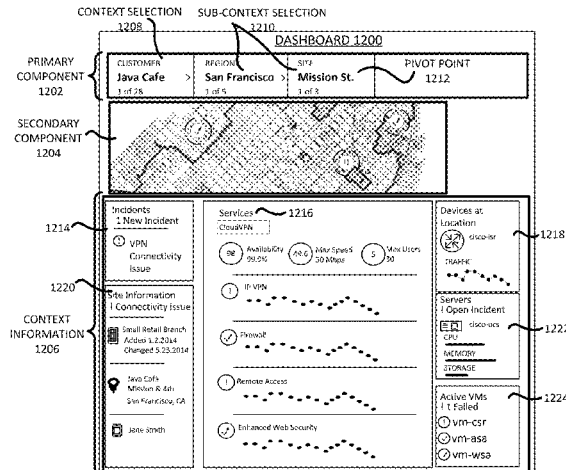 CONTEXT SELECTION
1208
SUB-CONTEXT SELECTION
1210
DASHBOARD 1200
PRIMARY
COMPONENT
1202
CUSTOMER
Java Cafe >
1 of 28
REGION
San Francisco >
1 of 5
SITE
Mission St.
1 of 3
PIVOT POINT
1212
SECONDARY
COMPONENT
1204
CONTEXT
INFORMATION
1206
1214
Incidents
1 New Incident
VPN
Connectivity
Issue
1220
Site Information
1 Connectivity Issue
Small Retail Branch
Added 1.2.2014
Changed 5.23.2014
Java Cafe
Mission & 4th
San Francisco, CA
Jane Smith
Services
1216
CloudVPN
98 Availability
99.9%
49.6 Max Speed
50 Mbps
5 Max Users
30
IP VPN
Firewall
Remote Access
Enhanced Web Security
Devices at
Location
1218
cisco-isr
TRAFFIC
Servers
1 Open Incident
1222
cisco-ucs
CPU
MEMORY
STORAGE
Active VMs
1224
1 Failed
vm-csr
vm-asa
vm-wsa